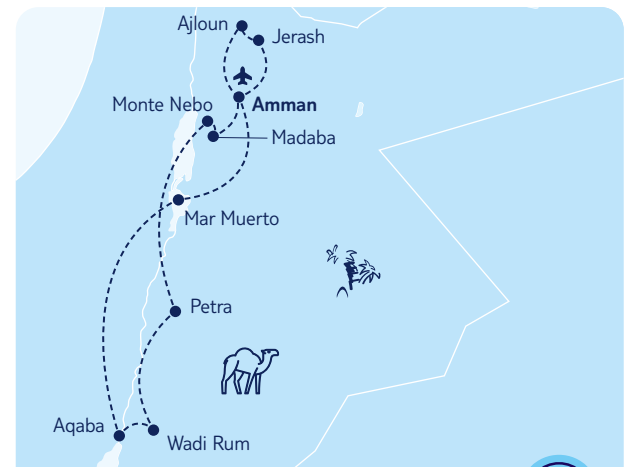 Ajloun
Jerash
Monte Nebo
Amman
Madaba
Mar Muerto
Petra
Aqaba
Wadi Rum